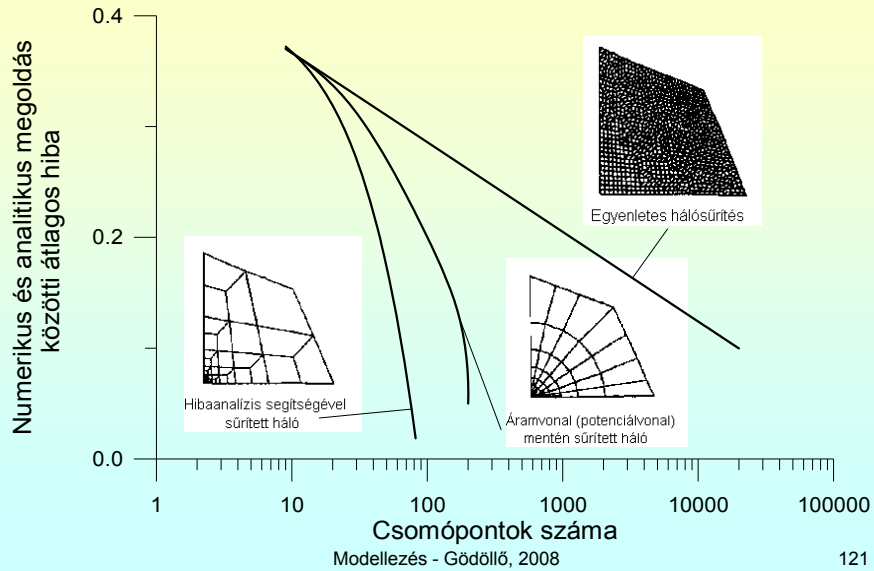 Numerikus és analitikus megoldás
közötti átlagos hiba
0.4
0.2
0.0
Egyenletes hálósűrítés
Hibaanalízis segítségével
sűrített háló
Áramvonal (potenciálvonal)
mentén sűrített háló
1
10
100
1000
10000
100000
Csomópontok száma
Modellezés - Gödöllő, 2008
121